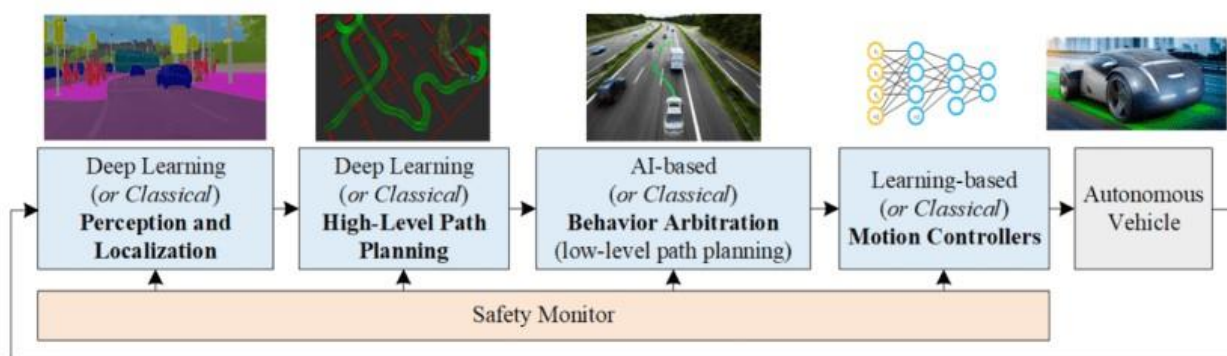 Deep Learning
(or Classical)
Perception and
Localization
Deep Learning
(or Classical)
High-Level Path
Planning
AI-based
(or Classical)
Behavior Arbitration
(low-level path planning)
Learning-based
(or Classical)
Motion Controllers
Autonomous
Vehicle
Safety Monitor